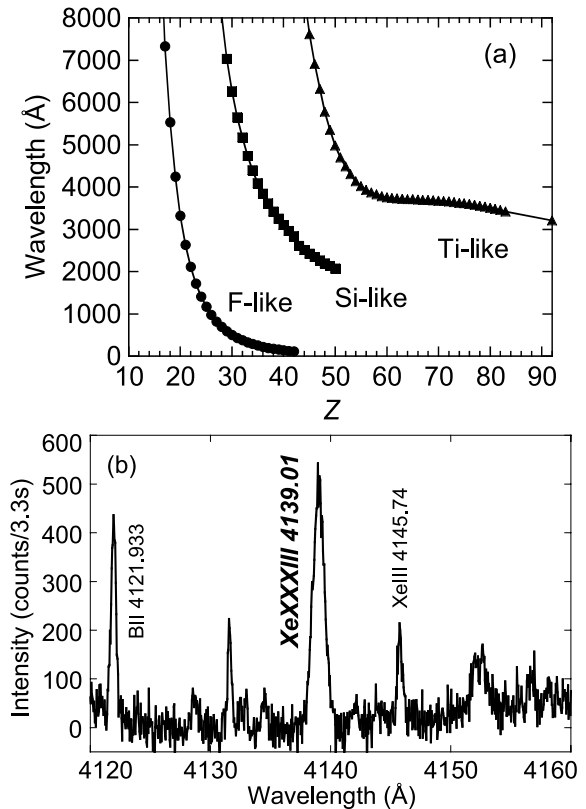 (a)
8000
7000
6000
5000
4000
3000
2000
1000
0
Wavelength (Å)
F-like
Si-like
Ti-like
10 20 30 40 50 60 70 80 90
Z
(b)
600
500
400
300
200
100
0
Intensity (counts/3.3s)
BII 4121.933
XeXXXIII 4139.01
XeIII 4145.74
4120 4130 4140 4150 4160
Wavelength (Å)